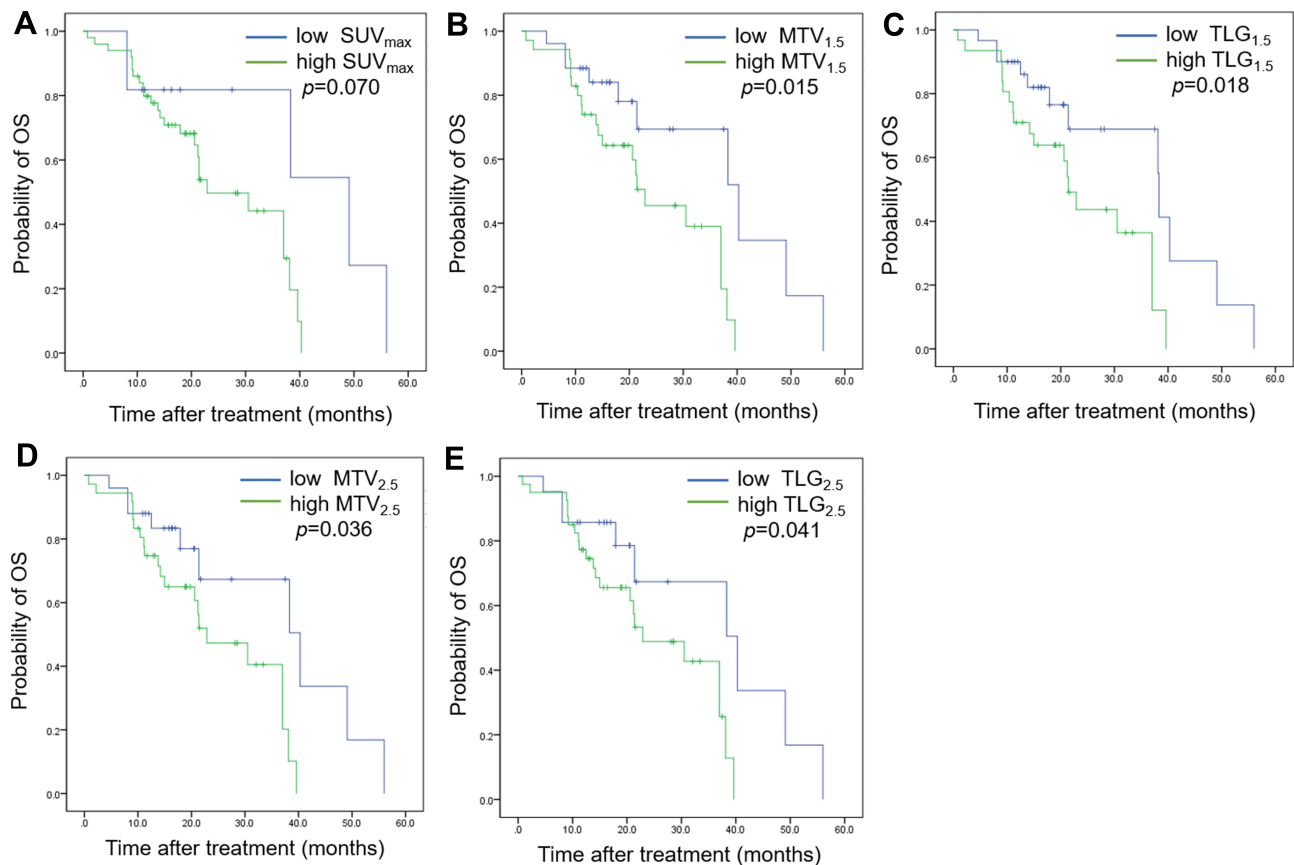 A
low SUVmax
high SUVmax
p=0.070
Probability of OS
1.0
0.8
0.6
0.4
0.2
0.0
.0 10.0 20.0 30.0 40.0 50.0 60.0
Time after treatment (months)
B
low MTV1.5
high MTV1.5
p=0.015
Probability of OS
1.0
0.8
0.6
0.4
0.2
0.0
.0 10.0 20.0 30.0 40.0 50.0 60.0
Time after treatment (months)
C
low TLG1.5
high TLG1.5
p=0.018
Probability of OS
1.0
0.8
0.6
0.4
0.2
0.0
.0 10.0 20.0 30.0 40.0 50.0 60.0
Time after treatment (months)
D
low MTV2.5
high MTV2.5
p=0.036
Probability of OS
1.0
0.8
0.6
0.4
0.2
0.0
.0 10.0 20.0 30.0 40.0 50.0 60.0
Time after treatment (months)
E
low TLG2.5
high TLG2.5
p=0.041
Probability of OS
1.0
0.8
0.6
0.4
0.2
0.0
.0 10.0 20.0 30.0 40.0 50.0 60.0
Time after treatment (months)